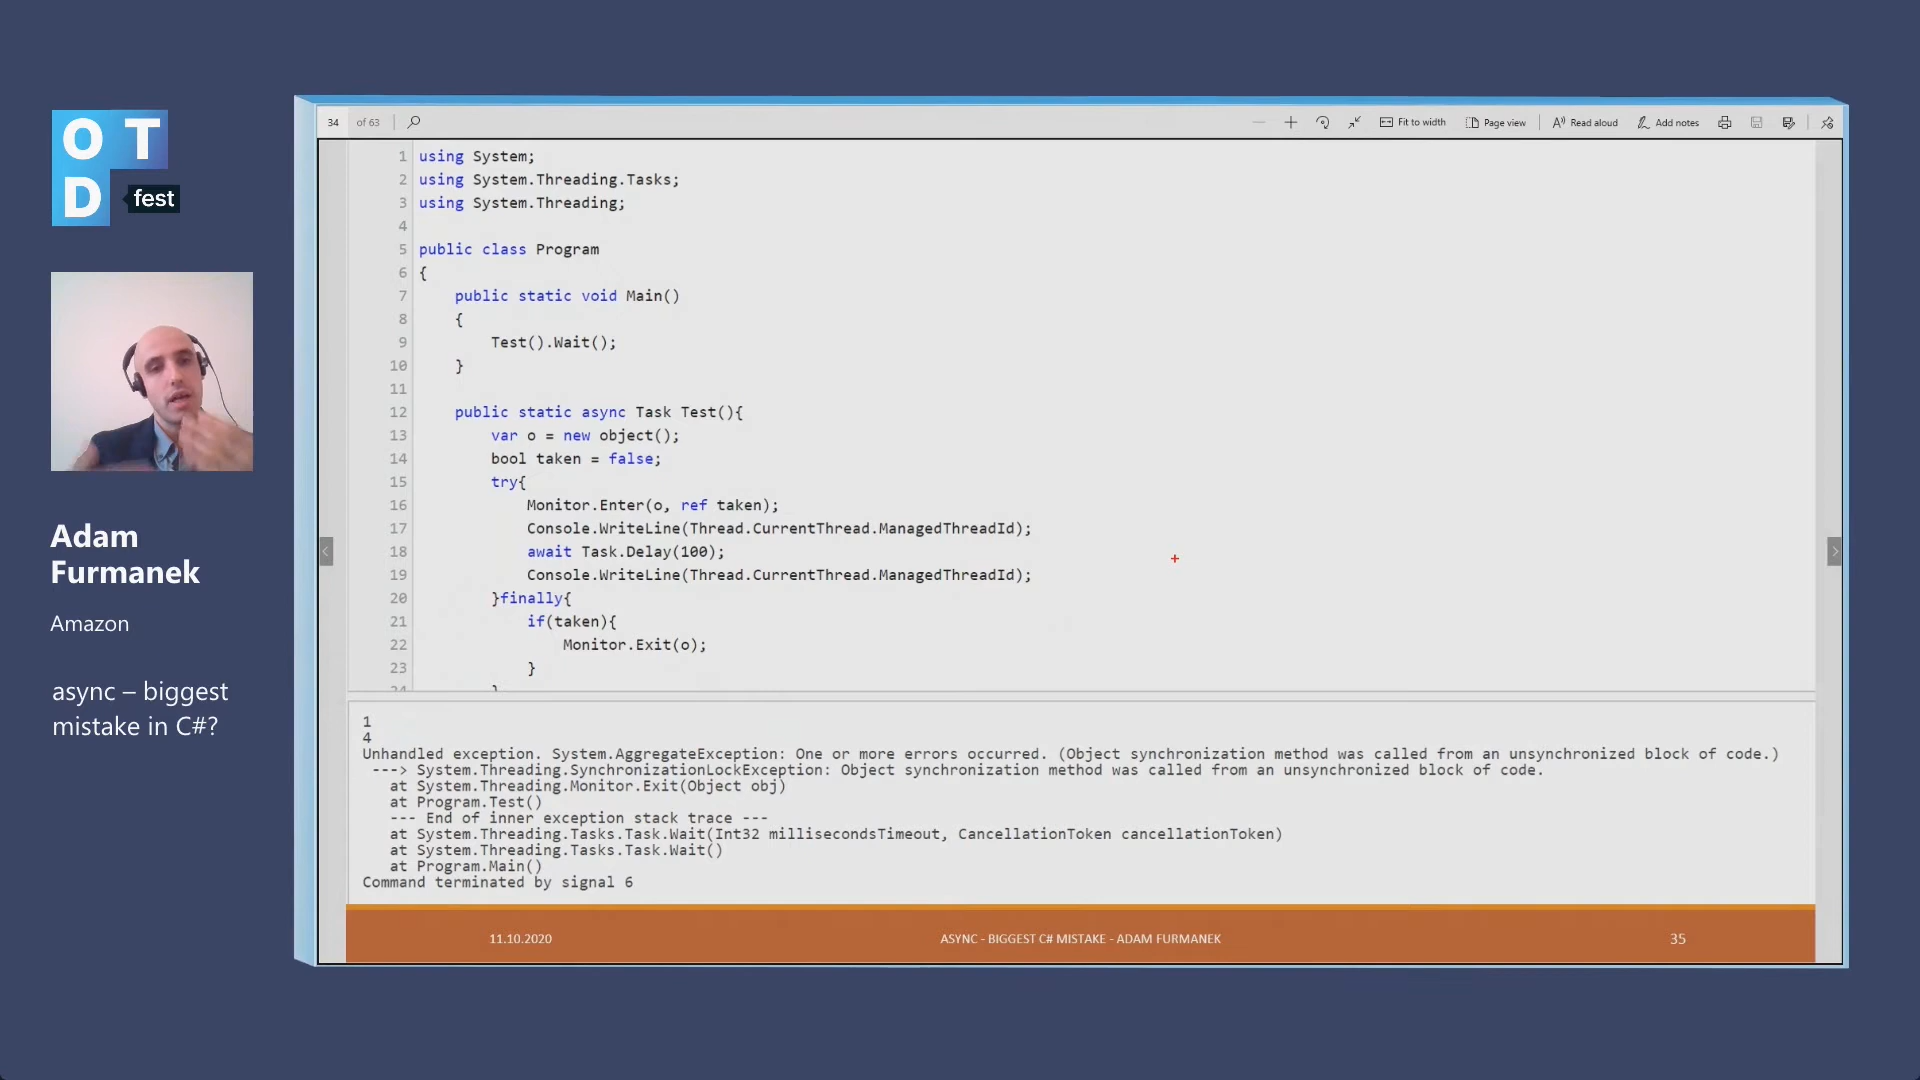 O T
D fest
Adam
Furmanek
Amazon
async – biggest
mistake in C#?
34 of 63 Fit to width Page view Read aloud Add notes
1 using System;
2 using System.Threading.Tasks;
3 using System.Threading;
4
5 public class Program
6 {
7     public static void Main()
8     {
9         Test().Wait();
10     }
11
12     public static async Task Test(){
13         var o = new object();
14         bool taken = false;
15         try{
16             Monitor.Enter(o, ref taken);
17             Console.WriteLine(Thread.CurrentThread.ManagedThreadId);
18             await Task.Delay(100);
19             Console.WriteLine(Thread.CurrentThread.ManagedThreadId);
20         }finally{
21             if(taken){
22                 Monitor.Exit(o);
23             }
24         }
1
4
Unhandled exception. System.AggregateException: One or more errors occurred. (Object synchronization method was called from an unsynchronized block of code.)
 ---> System.Threading.SynchronizationLockException: Object synchronization method was called from an unsynchronized block of code.
   at System.Threading.Monitor.Exit(Object obj)
   at Program.Test()
   --- End of inner exception stack trace ---
   at System.Threading.Tasks.Task.Wait(Int32 millisecondsTimeout, CancellationToken cancellationToken)
   at System.Threading.Tasks.Task.Wait()
   at Program.Main()
Command terminated by signal 6
11.10.2020 ASYNC - BIGGEST C# MISTAKE - ADAM FURMANEK 35